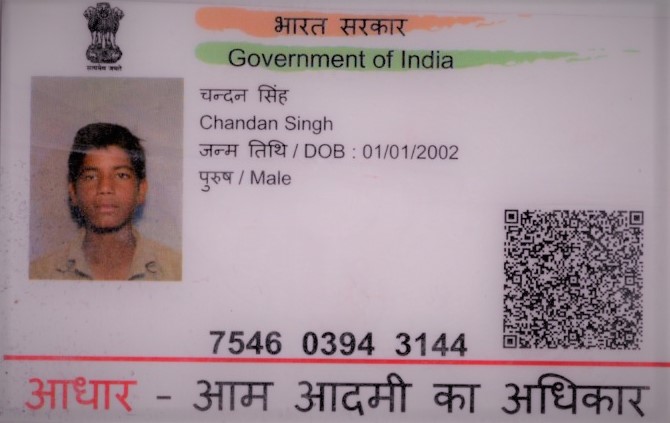 सत्यमेव जयते
भारत सरकार
Government of India
चन्दन सिंह
Chandan Singh
जन्म तिथि / DOB : 01/01/2002
पुरुष / Male
7546 0394 3144
आधार - आम आदमी का अधिकार